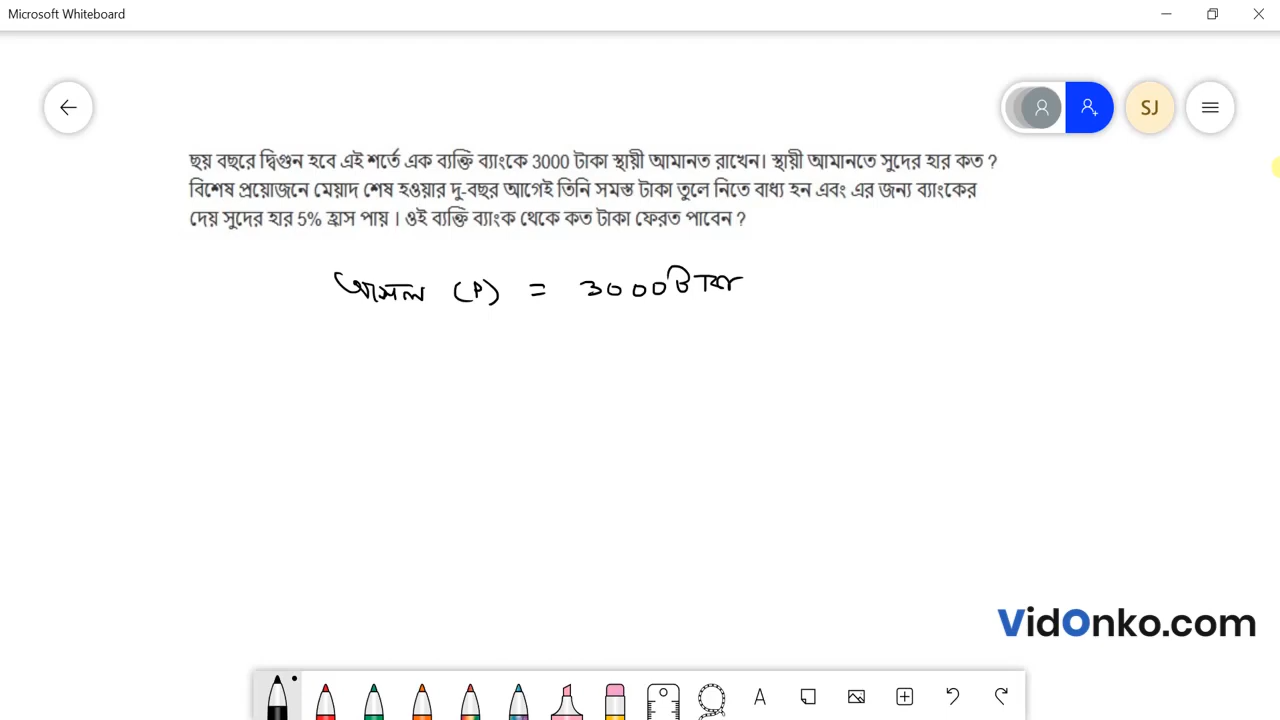 Microsoft Whiteboard
SJ
ছয় বছরে দ্বিগুন হবে এই শর্তে এক ব্যক্তি ব্যাংকে 3000 টাকা স্থায়ী আমানত রাখেন। স্থায়ী আমানতে সুদের হার কত ?
বিশেষ প্রয়োজনে মেয়াদ শেষ হওয়ার দু-বছর আগেই তিনি সমস্ত টাকা তুলে নিতে বাধ্য হন এবং এর জন্য ব্যাংকের
দেয় সুদের হার 5% হ্রাস পায় । ওই ব্যক্তি ব্যাংক থেকে কত টাকা ফেরত পাবেন ?
আসল (P) = 3000 টাকা
VidOnko.com
A